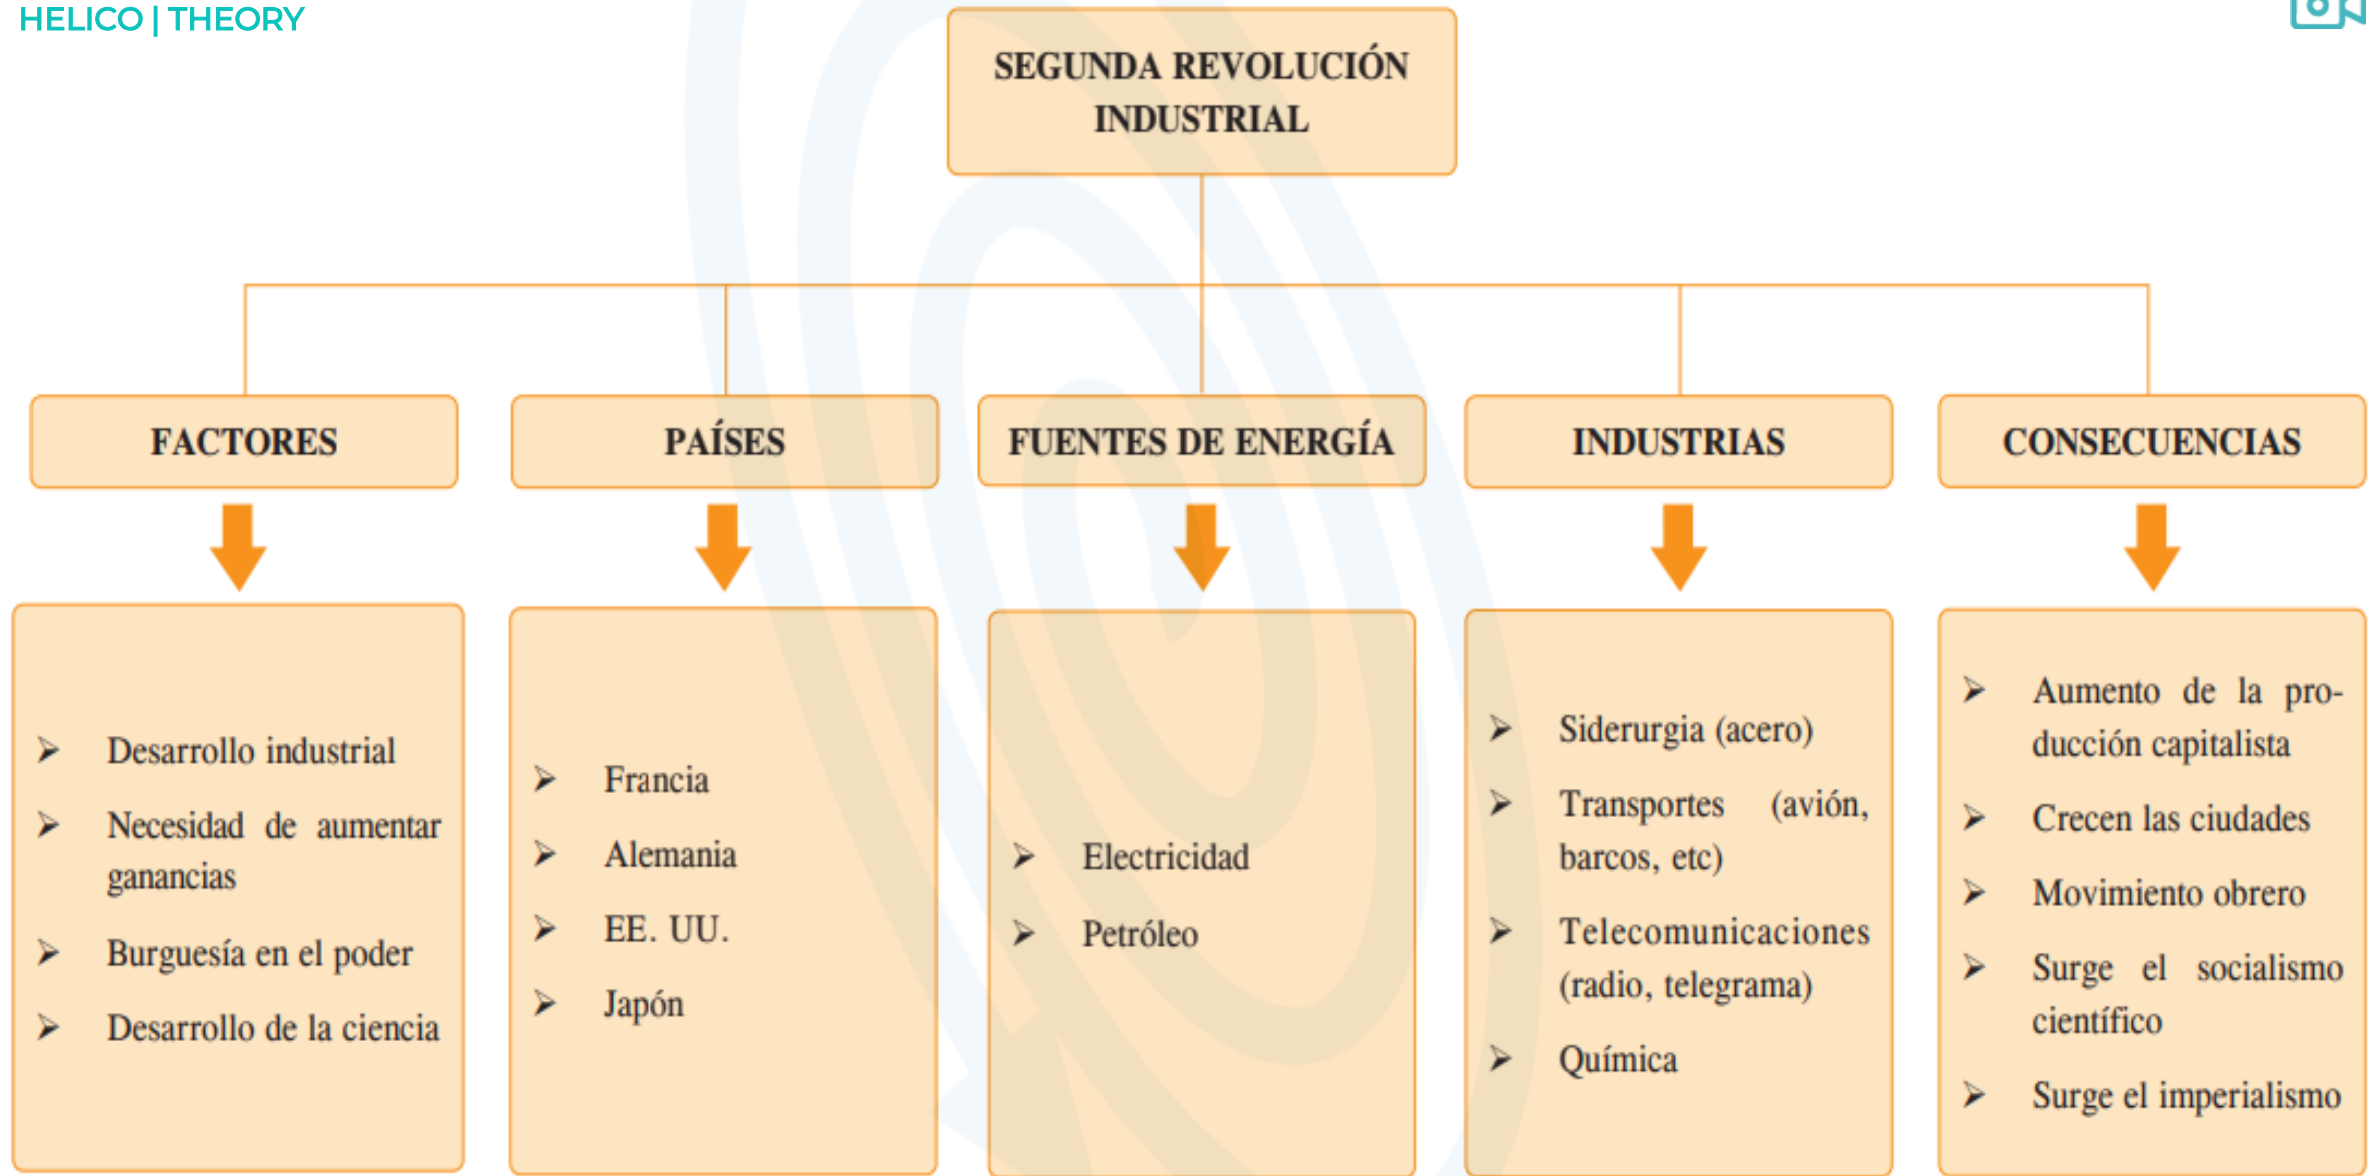 HELICO | THEORY
SEGUNDA REVOLUCIÓN
INDUSTRIAL
FACTORES
PAÍSES
FUENTES DE ENERGÍA
INDUSTRIAS
CONSECUENCIAS
➢ Desarrollo industrial
➢ Necesidad de aumentar
ganancias
➢ Burguesía en el poder
➢ Desarrollo de la ciencia
➢ Francia
➢ Alemania
➢ EE. UU.
➢ Japón
➢ Electricidad
➢ Petróleo
➢ Siderurgia (acero)
➢ Transportes (avión,
barcos, etc)
➢ Telecomunicaciones
(radio, telegrama)
➢ Química
➢ Aumento de la pro-
ducción capitalista
➢ Crecen las ciudades
➢ Movimiento obrero
➢ Surge el socialismo
científico
➢ Surge el imperialismo